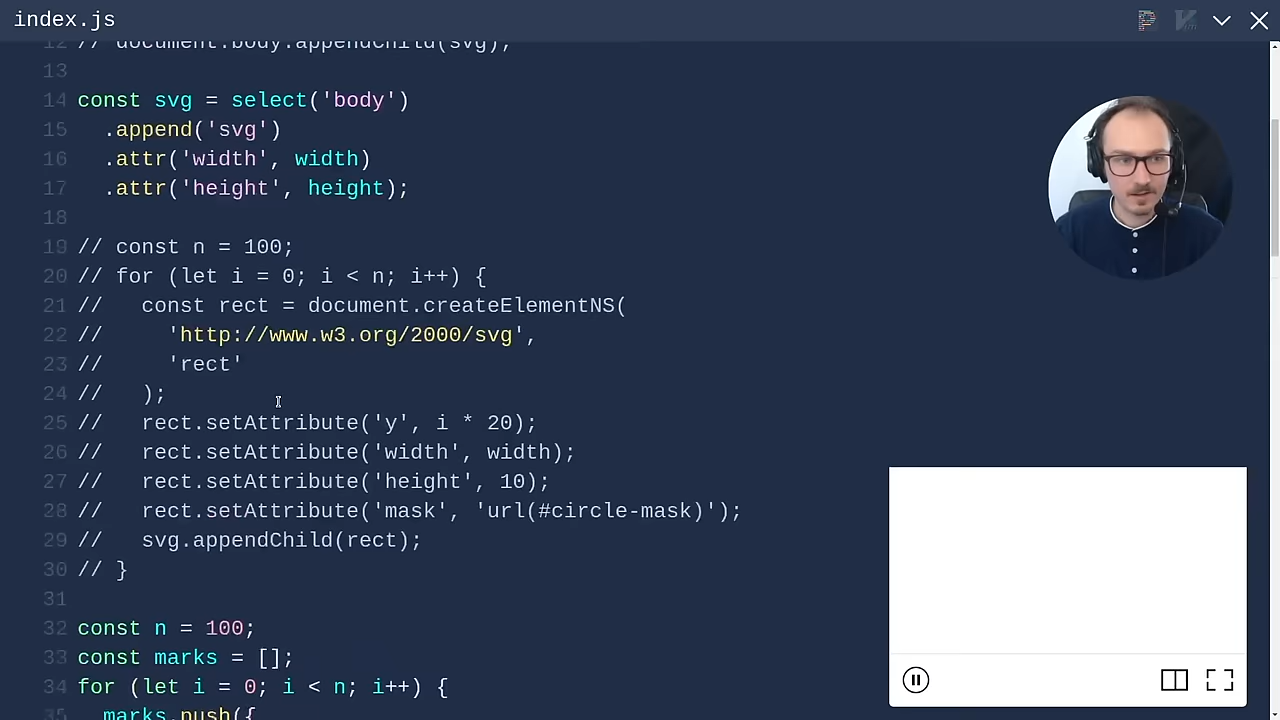 index.js
12 // document.body.appendChild(svg);
13
14 const svg = select('body')
15   .append('svg')
16   .attr('width', width)
17   .attr('height', height);
18
19 // const n = 100;
20 // for (let i = 0; i < n; i++) {
21 //   const rect = document.createElementNS(
22 //     'http://www.w3.org/2000/svg',
23 //     'rect'
24 //   );
25 //   rect.setAttribute('y', i * 20);
26 //   rect.setAttribute('width', width);
27 //   rect.setAttribute('height', 10);
28 //   rect.setAttribute('mask', 'url(#circle-mask)');
29 //   svg.appendChild(rect);
30 // }
31
32 const n = 100;
33 const marks = [];
34 for (let i = 0; i < n; i++) {
35   marks.push({